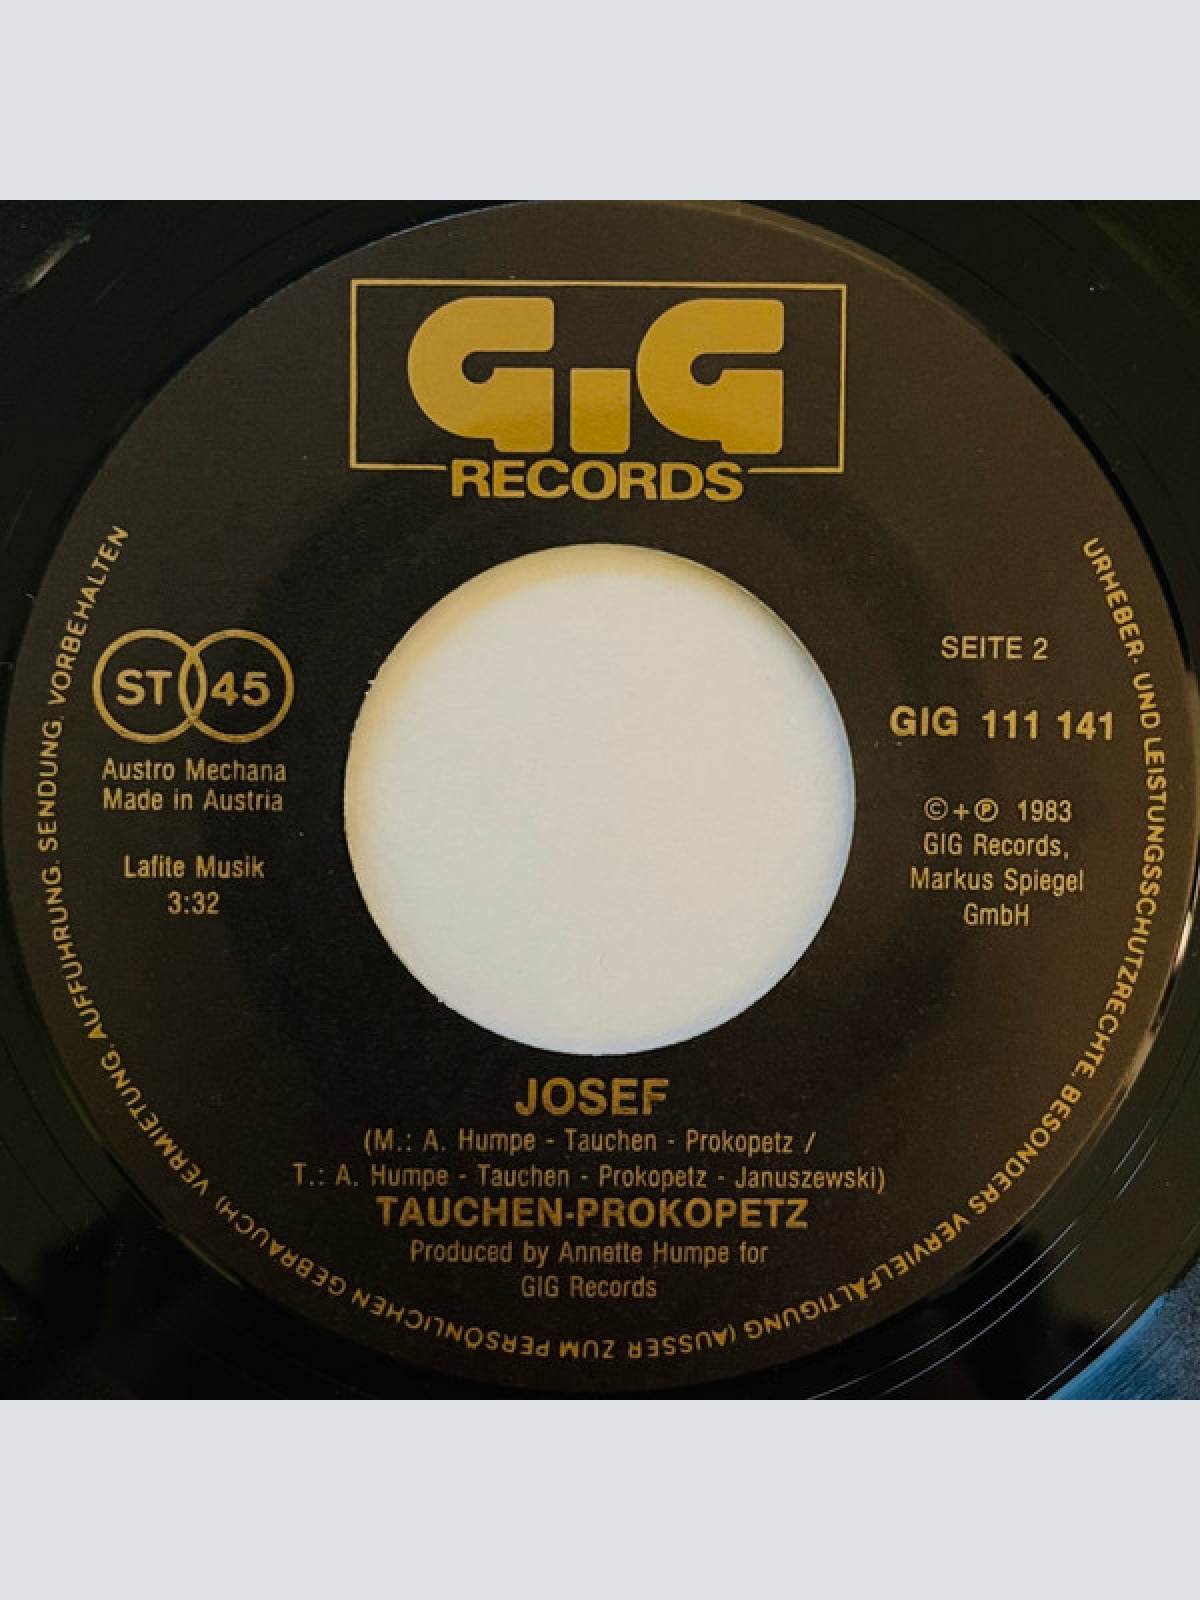 GiG
RECORDS
ST 45
Austro Mechana
Made in Austria
Lafite Musik
3:32
SEITE 2
GIG 111 141
©+℗ 1983
GIG Records,
Markus Spiegel
GmbH
JOSEF
(M.: A. Humpe - Tauchen - Prokopetz /
T.: A. Humpe - Tauchen - Prokopetz - Januszewski)
TAUCHEN-PROKOPETZ
Produced by Annette Humpe for
GIG Records
URHEBER- UND LEISTUNGSSCHUTZRECHTE, BESONDERS VERVIELFÄLTIGUNG (AUSSER ZUM PERSÖNLICHEN GEBRAUCH) VERMIETUNG, AUFFÜHRUNG, SENDUNG, VORBEHALTEN